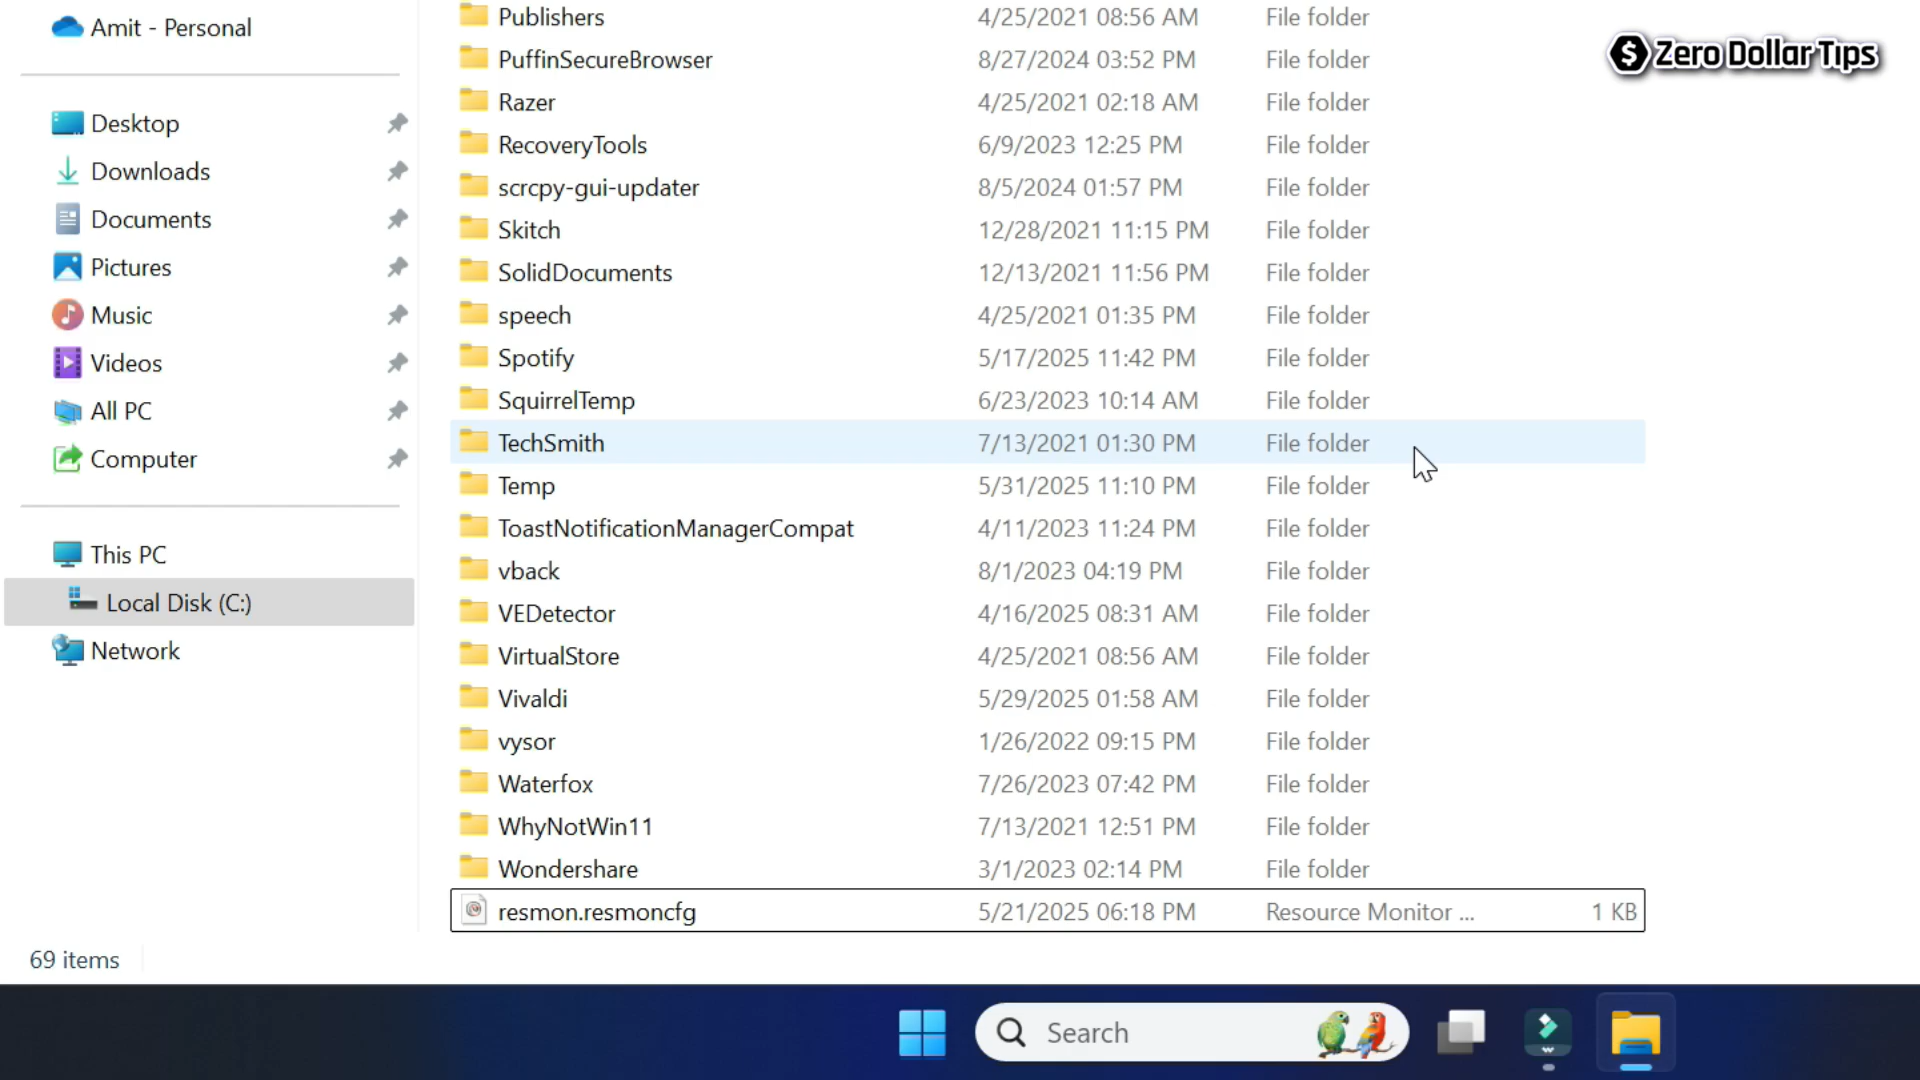 Amit - Personal
Desktop
Downloads
Documents
Pictures
Music
Videos
All PC
Computer
This PC
Local Disk (C:)
Network
Publishers 4/25/2021 08:56 AM File folder
PuffinSecureBrowser 8/27/2024 03:52 PM File folder
Razer 4/25/2021 02:18 AM File folder
RecoveryTools 6/9/2023 12:25 PM File folder
scrcpy-gui-updater 8/5/2024 01:57 PM File folder
Skitch 12/28/2021 11:15 PM File folder
SolidDocuments 12/13/2021 11:56 PM File folder
speech 4/25/2021 01:35 PM File folder
Spotify 5/17/2025 11:42 PM File folder
SquirrelTemp 6/23/2023 10:14 AM File folder
TechSmith 7/13/2021 01:30 PM File folder
Temp 5/31/2025 11:10 PM File folder
ToastNotificationManagerCompat 4/11/2023 11:24 PM File folder
vback 8/1/2023 04:19 PM File folder
VEDetector 4/16/2025 08:31 AM File folder
VirtualStore 4/25/2021 08:56 AM File folder
Vivaldi 5/29/2025 01:58 AM File folder
vysor 1/26/2022 09:15 PM File folder
Waterfox 7/26/2023 07:42 PM File folder
WhyNotWin11 7/13/2021 12:51 PM File folder
Wondershare 3/1/2023 02:14 PM File folder
resmon.resmoncfg 5/21/2025 06:18 PM Resource Monitor ... 1 KB
$ Zero Dollar Tips
69 items
Search